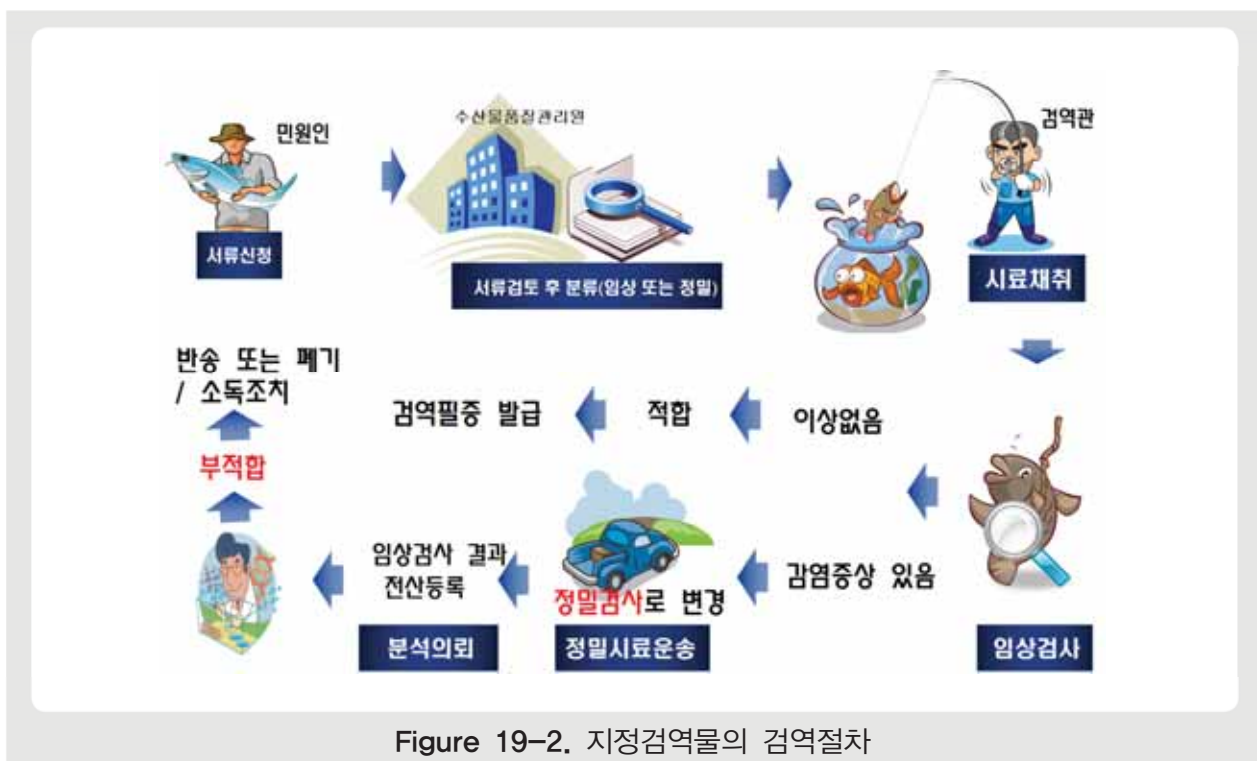 민원인
서류신청
수산물품질관리원
서류검토 후 분류(임상 또는 정밀)
검역관
시료채취
반송 또는 폐기
/ 소독조치
검역필증 발급
적합
이상없음
부적합
임상검사 결과
전산등록
정밀검사로 변경
감염증상 있음
분석의뢰
정밀시료운송
임상검사
Figure 19-2. 지정검역물의 검역절차